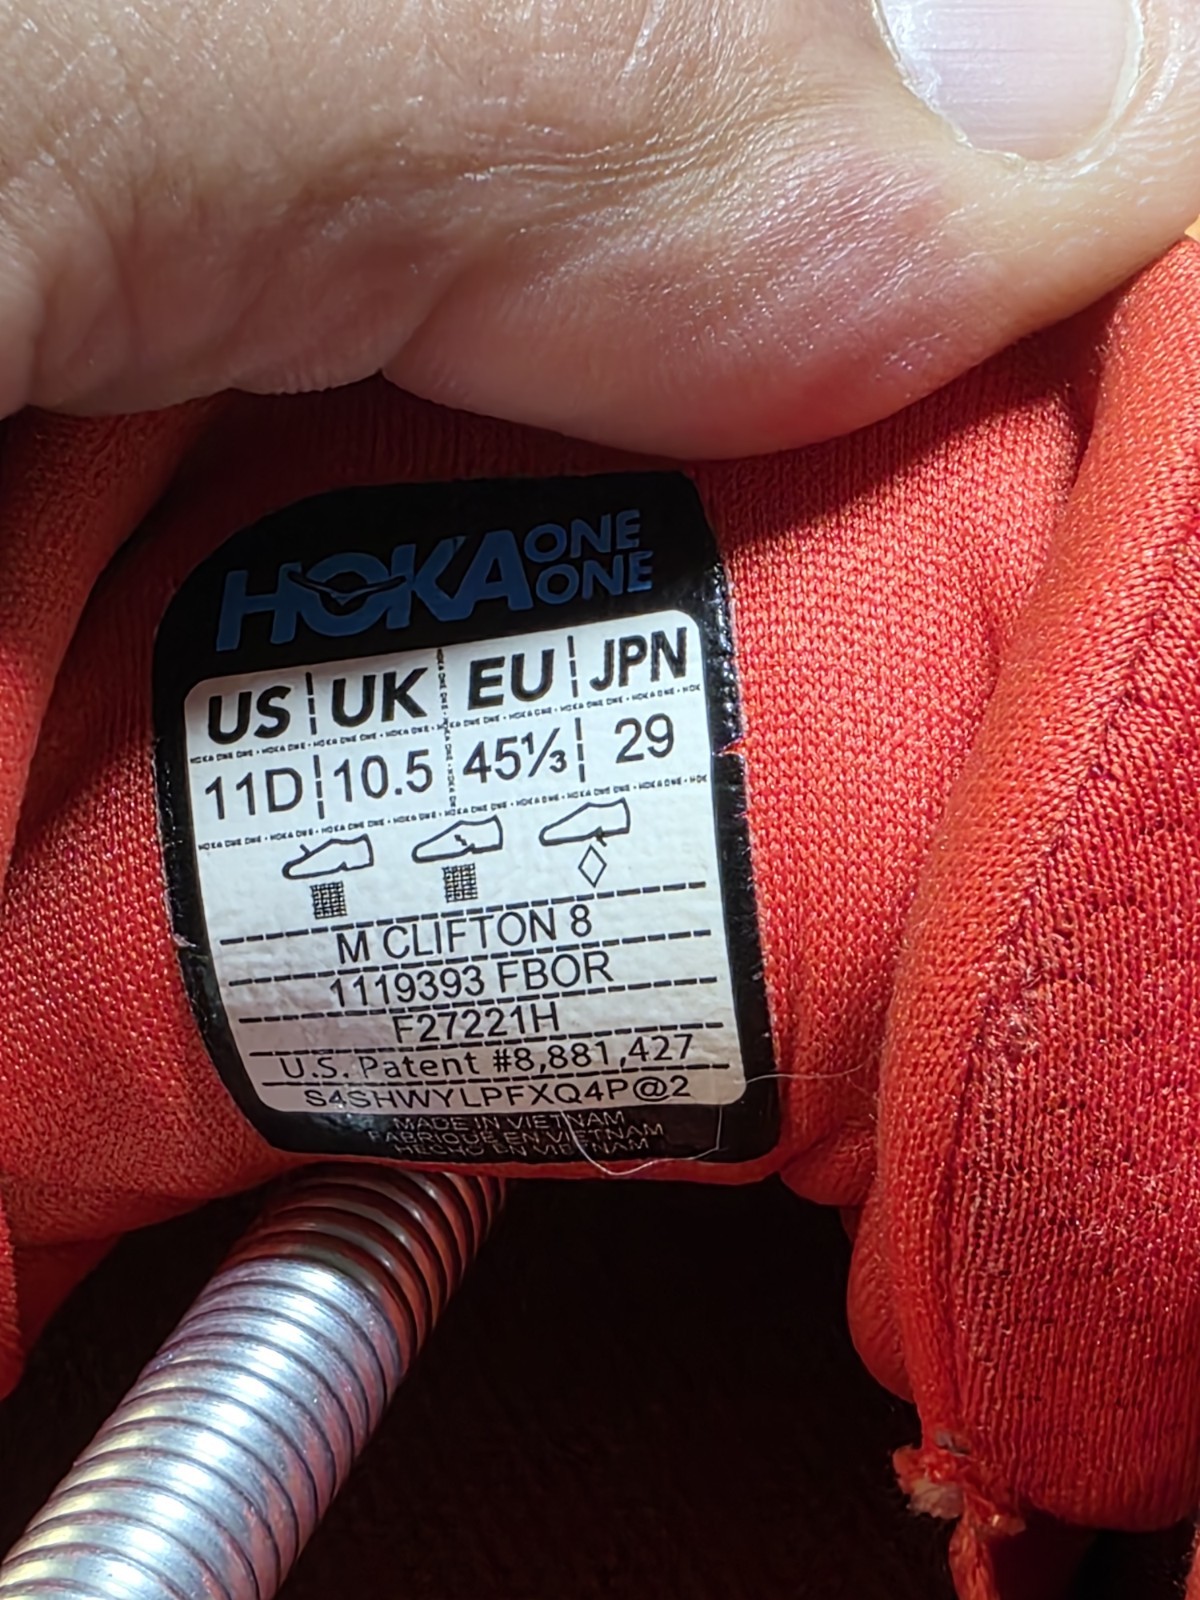 HOKA ONE ONE
US UK EU JPN
11D 10.5 45⅓ 29
M CLIFTON 8
1119393 FBOR
F27221H
U.S. Patent #8,881,427
S4SHWYLPFXQ4P@2
MADE IN VIETNAM
FABRIQUÉ EN VIETNAM
HECHO EN VIETNAM